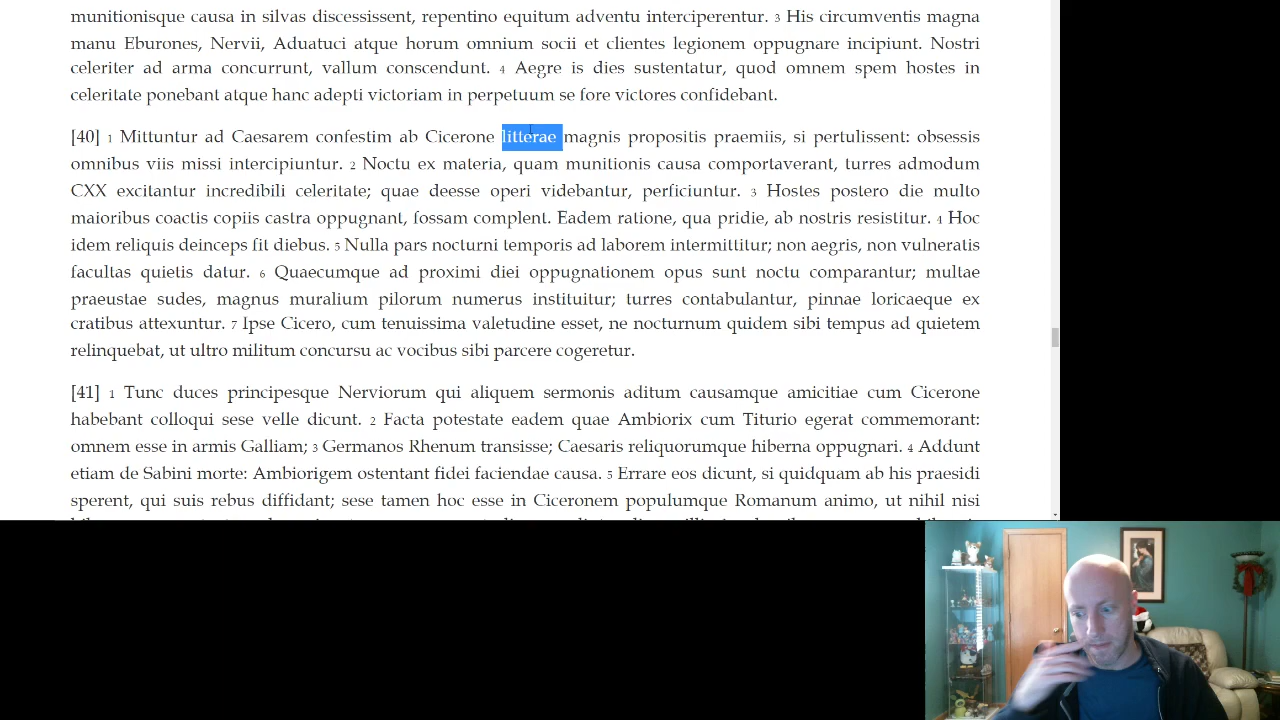 munitionisque causa in silvas discessissent, repentino equitum adventu interciperentur. 3 His circumventis magna
manu Eburones, Nervii, Aduatuci atque horum omnium socii et clientes legionem oppugnare incipiunt. Nostri
celeriter ad arma concurrunt, vallum conscendunt. 4 Aegre is dies sustentatur, quod omnem spem hostes in
celeritate ponebant atque hanc adepti victoriam in perpetuum se fore victores confidebant.
[40] 1 Mittuntur ad Caesarem confestim ab Cicerone litterae magnis propositis praemiis, si pertulissent: obsessis
omnibus viis missi intercipiuntur. 2 Noctu ex materia, quam munitionis causa comportaverant, turres admodum
CXX excitantur incredibili celeritate; quae deesse operi videbantur, perficiuntur. 3 Hostes postero die multo
maioribus coactis copiis castra oppugnant, fossam complent. Eadem ratione, qua pridie, ab nostris resistitur. 4 Hoc
idem reliquis deinceps fit diebus. 5 Nulla pars nocturni temporis ad laborem intermittitur; non aegris, non vulneratis
facultas quietis datur. 6 Quaecumque ad proximi diei oppugnationem opus sunt noctu comparantur; multae
praeustae sudes, magnus muralium pilorum numerus instituitur; turres contabulantur, pinnae loricaeque ex
cratibus attexuntur. 7 Ipse Cicero, cum tenuissima valetudine esset, ne nocturnum quidem sibi tempus ad quietem
relinquebat, ut ultro militum concursu ac vocibus sibi parcere cogeretur.
[41] 1 Tunc duces principesque Nerviorum qui aliquem sermonis aditum causamque amicitiae cum Cicerone
habebant colloqui sese velle dicunt. 2 Facta potestate eadem quae Ambiorix cum Titurio egerat commemorant:
omnem esse in armis Galliam; 3 Germanos Rhenum transisse; Caesaris reliquorumque hiberna oppugnari. 4 Addunt
etiam de Sabini morte: Ambiorigem ostentant fidei faciendae causa. 5 Errare eos dicunt, si quidquam ab his praesidi
sperent, qui suis rebus diffidant; sese tamen hoc esse in Ciceronem populumque Romanum animo, ut nihil nisi